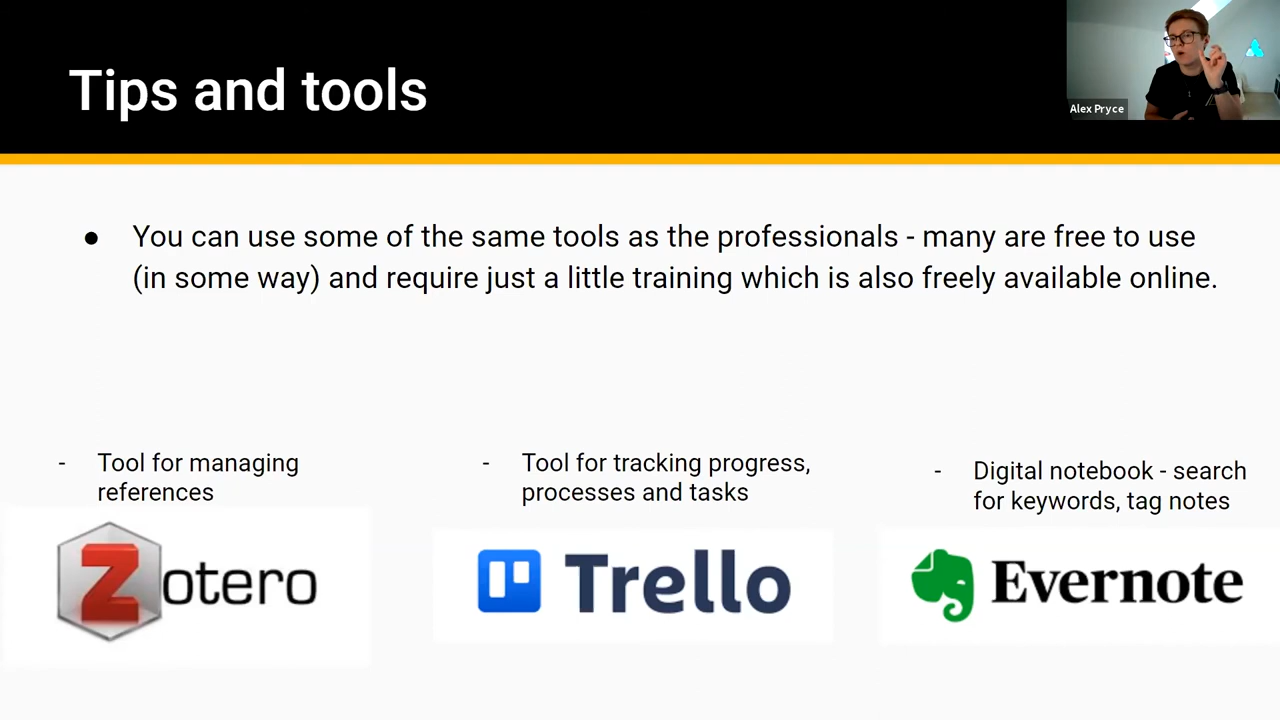 Tips and tools
Alex Pryce
● You can use some of the same tools as the professionals - many are free to use
(in some way) and require just a little training which is also freely available online.
- Tool for managing
references
- Tool for tracking progress,
processes and tasks
- Digital notebook - search
for keywords, tag notes
Zotero
Trello
Evernote